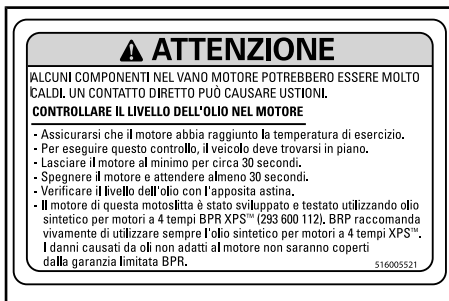 ATTENZIONE
ALCUNI COMPONENTI NEL VANO MOTORE POTREBBERO ESSERE MOLTO
CALDI. UN CONTATTO DIRETTO PUÒ CAUSARE USTIONI.
CONTROLLARE IL LIVELLO DELL'OLIO NEL MOTORE
- Assicurarsi che il motore abbia raggiunto la temperatura di esercizio.
- Per eseguire questo controllo, il veicolo deve trovarsi in piano.
- Lasciare il motore al minimo per circa 30 secondi.
- Spegnere il motore e attendere almeno 30 secondi.
- Verificare il livello dell'olio con l'apposita astina.
- Il motore di questa motoslitta è stato sviluppato e testato utilizando olio
sintetico per motori a 4 tempi BPR XPS™ (293 600 112). BRP raccomanda
vivamente di utilizzare sempre l'olio sintetico per motori a 4 tempi XPS™.
I danni causati da oli non adatti al motore non saranno coperti
dalla garanzia limitata BPR.
516005521